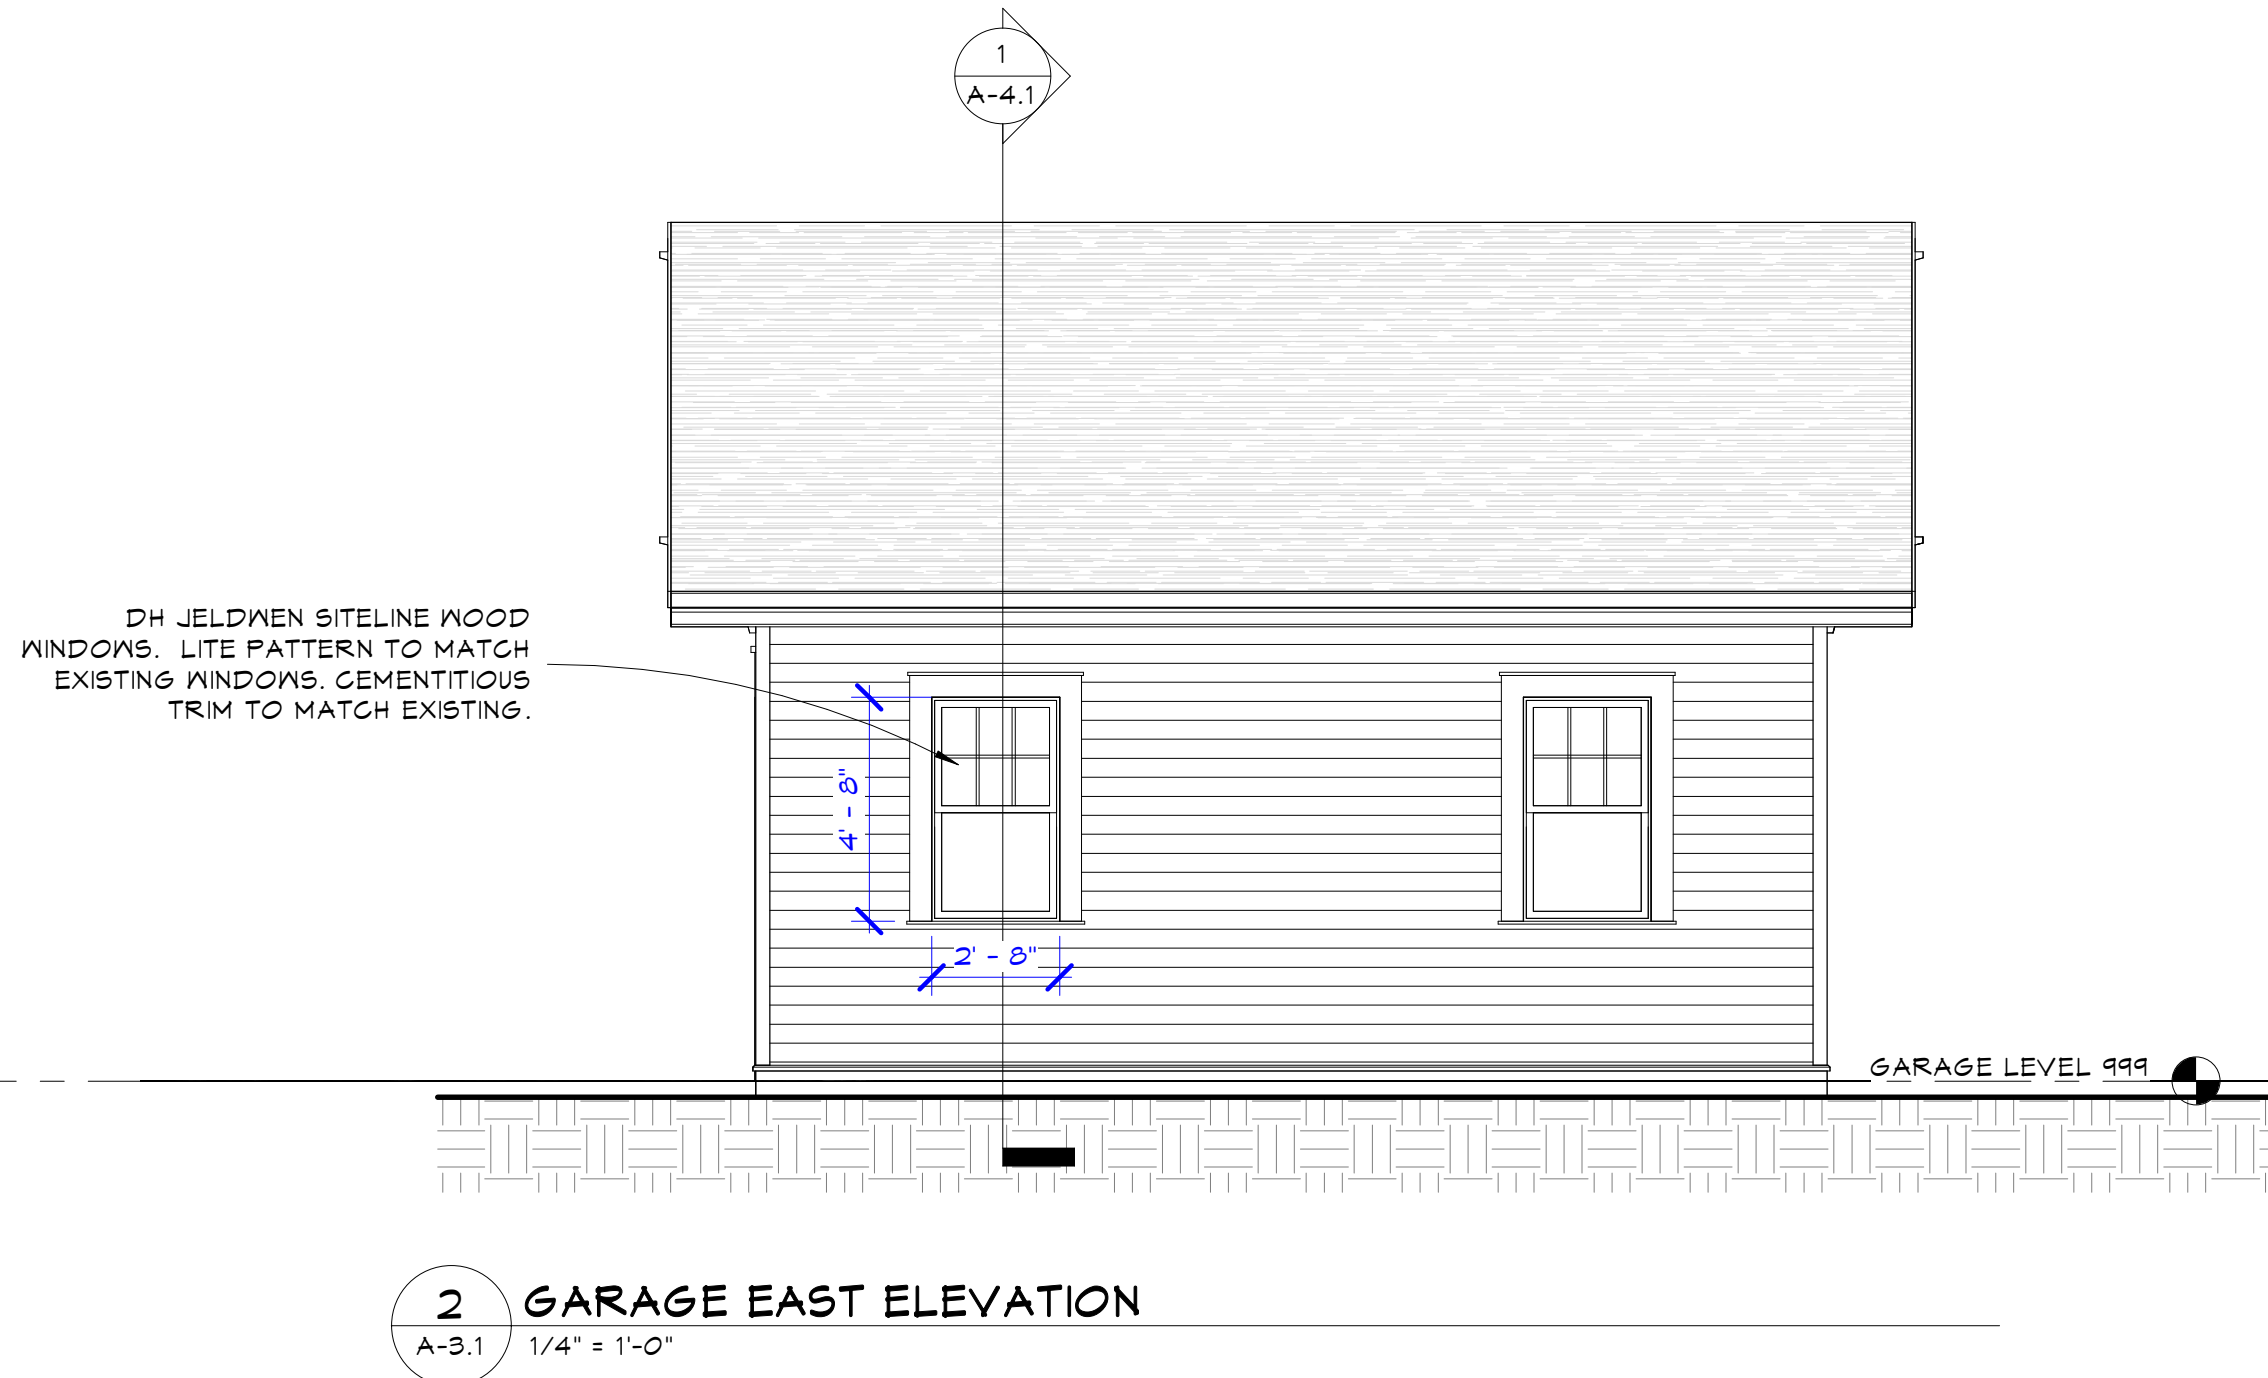 1
A-4.1
DH JELDWEN SITELINE WOOD
WINDOWS. LITE PATTERN TO MATCH
EXISTING WINDOWS. CEMENTITIOUS
TRIM TO MATCH EXISTING.
4' - 8"
2' - 8"
GARAGE LEVEL 999
2
GARAGE EAST ELEVATION
A-3.1
1/4" = 1'-0"